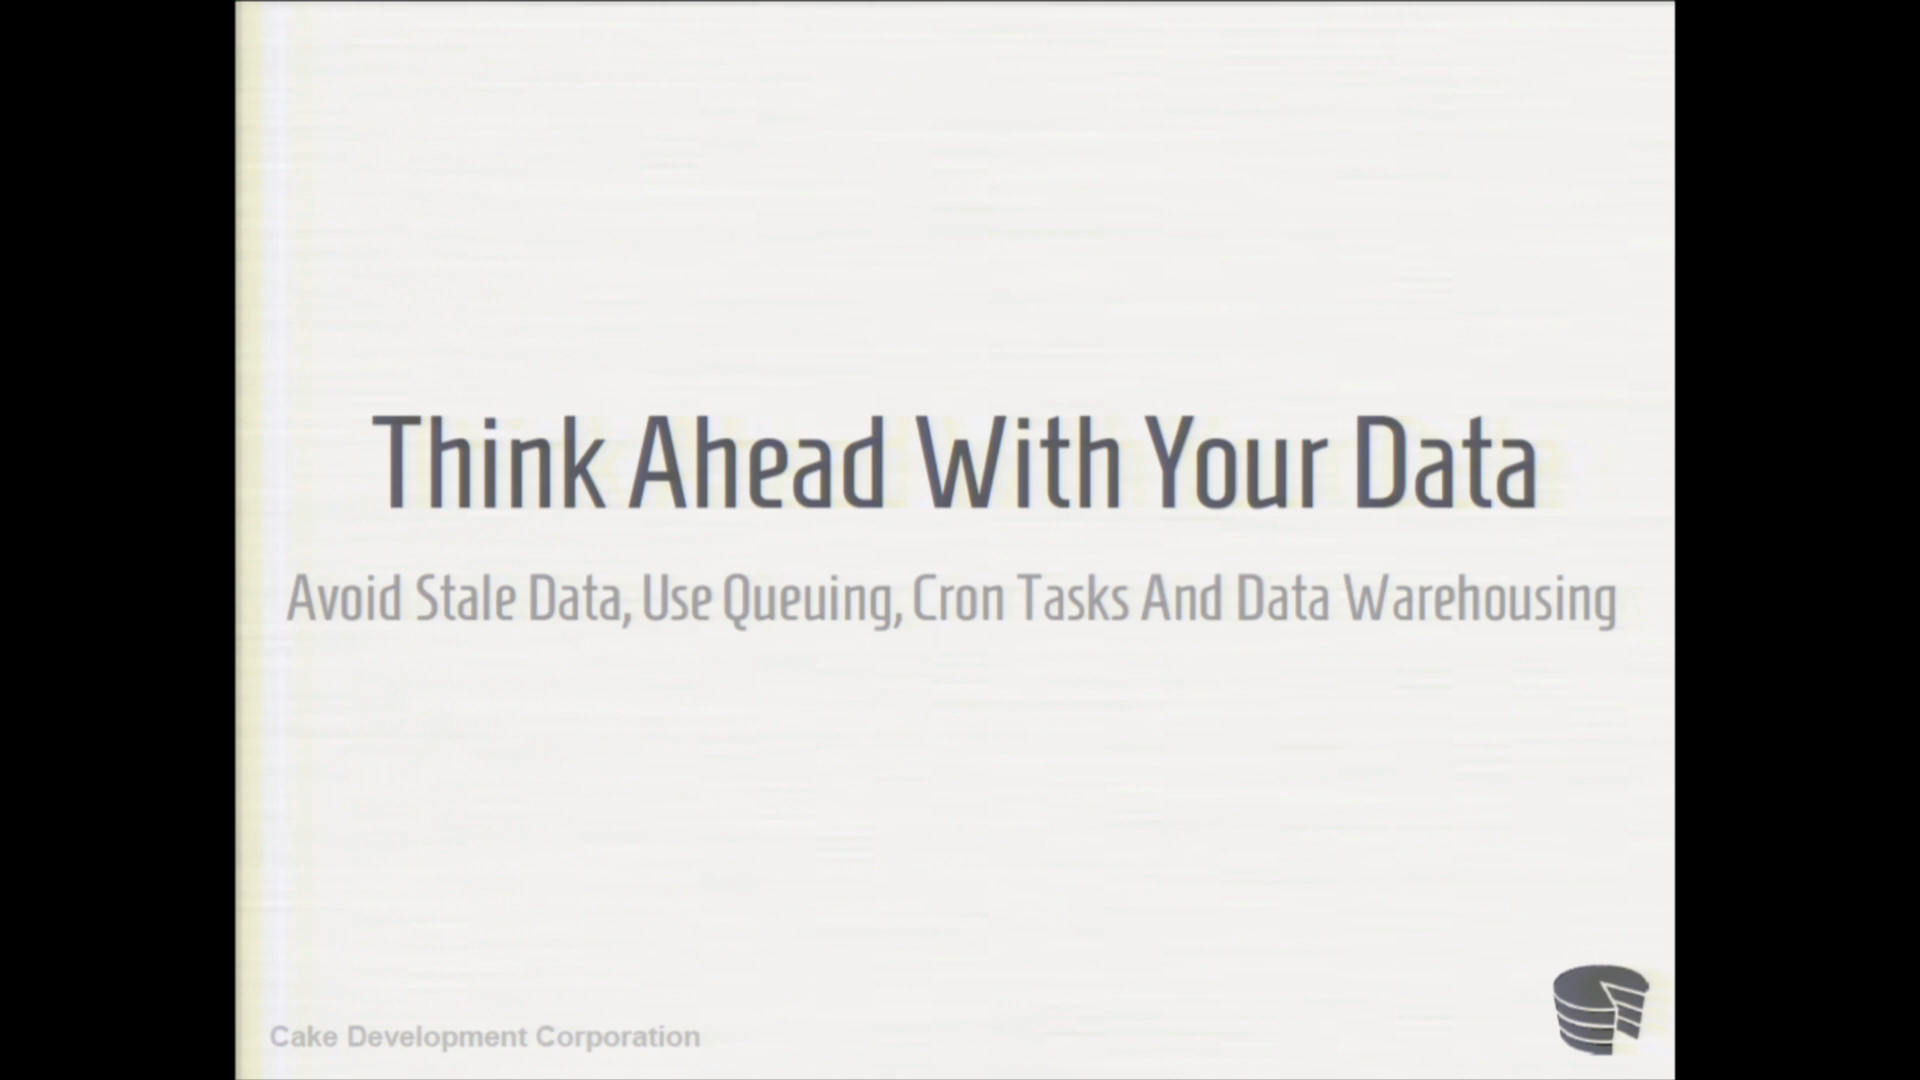 Think Ahead With Your Data
Avoid Stale Data, Use Queuing, Cron Tasks And Data Warehousing
Cake Development Corporation